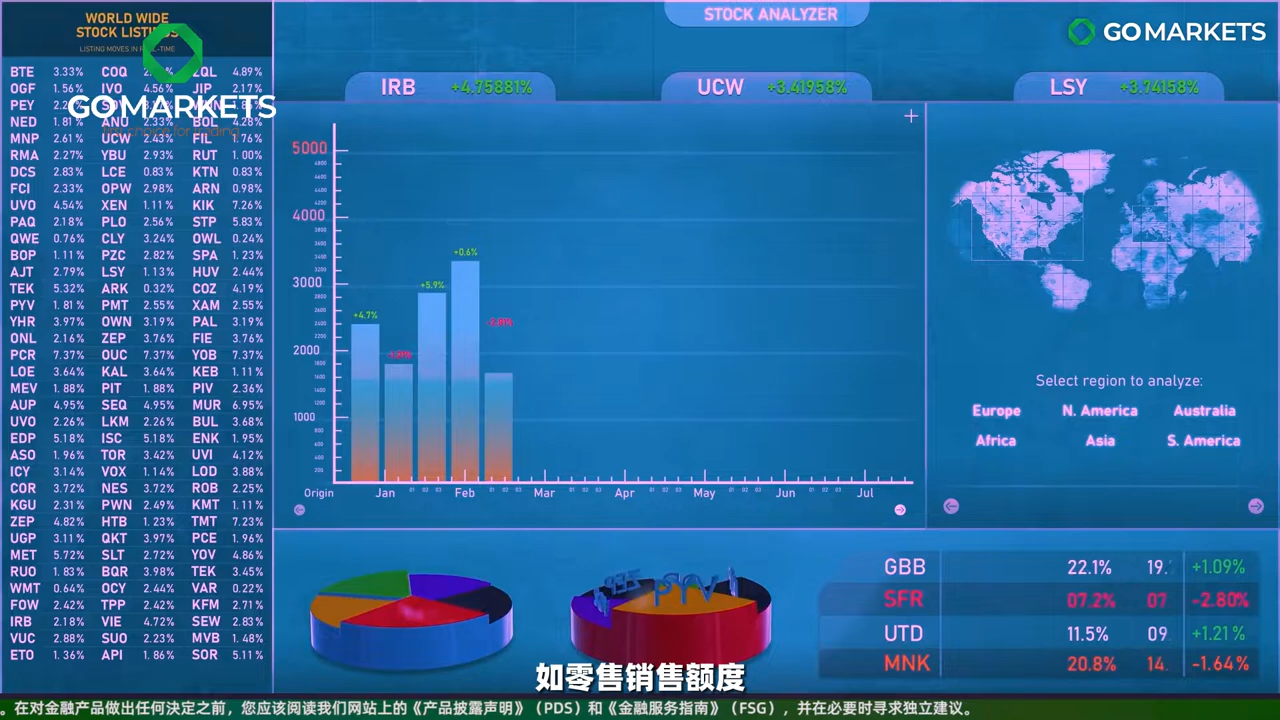 WORLD WIDE
STOCK LISTINGS
STOCK ANALYZER
GO MARKETS
GO MARKETS
IRB +4.75881%
UCW +3.41958%
LSY +3.74158%
BTE 3.33% COQ ZQL 4.89%
OGF 1.56% IVO 4.56% JIP 2.17%
PEY
NED 1.81% ANU 2.33% BOL 4.28%
MNP 2.61% UCW 2.43% FIL 1.76%
RMA 2.27% YBU 2.93% RUT 1.00%
DCS 2.83% LCE 0.83% KTN 0.83%
FCI 2.33% OPW 2.98% ARN 0.98%
UVO 4.54% XEN 1.11% KIK 7.26%
PAQ 2.18% PLO 2.56% STP 5.83%
QWE 0.76% CLY 3.24% OWL 0.24%
BOP 1.11% PZC 2.82% SPA 1.23%
AJT 2.79% LSY 1.13% HUV 2.44%
TEK 5.32% ARK 0.32% COZ 4.19%
PYV 1.81% PMT 2.55% XAM 2.55%
YHR 3.97% OWN 3.19% PAL 3.19%
ONL 2.16% ZEP 3.76% FIE 3.76%
PCR 7.37% OUC 7.37% YOB 7.37%
LOE 3.64% KAL 3.64% KEB 1.11%
MEV 1.88% PIT 1.88% PIV 2.36%
AUP 4.95% SEQ 4.95% MUR 6.95%
UVO 2.26% LKM 2.26% BUL 3.68%
EDP 5.18% ISC 5.18% ENK 1.95%
ASO 1.96% TOR 3.42% UVI 4.12%
ICY 3.14% VOX 1.14% LOD 3.88%
COR 3.72% NES 3.72% ROB 2.25%
KGU 2.31% PWN 2.49% KMT 1.11%
ZEP 4.82% HTB 1.23% TMT 7.23%
UGP 3.11% QKT 3.97% PCE 1.96%
MET 5.72% SLT 2.72% YOV 4.86%
RUO 1.83% BQR 3.98% TEK 3.45%
WMT 0.64% OCY 2.44% VAR 0.22%
FOW 2.42% TPP 2.42% KFM 2.71%
IRB 2.18% VIE 4.72% SEW 2.83%
VUC 2.88% SUO 2.23% MVB 1.48%
ETO 1.36% API 1.86% SOR 5.11%
5000
4000
3000
2000
1000
+4.7%
+5.9%
+0.6%
Origin Jan Feb Mar Apr May Jun Jul
Select region to analyze:
Europe N. America Australia
Africa Asia S. America
GBB 22.1% 19. +1.09%
SFR 07.2% 07 -2.80%
UTD 11.5% 09 +1.21%
MNK 20.8% 14. -1.64%
如零售销售额度
。在对金融产品做出任何决定之前，您应该阅读我们网站上的《产品披露声明》（PDS）和《金融服务指南》（FSG），并在必要时寻求独立建议。